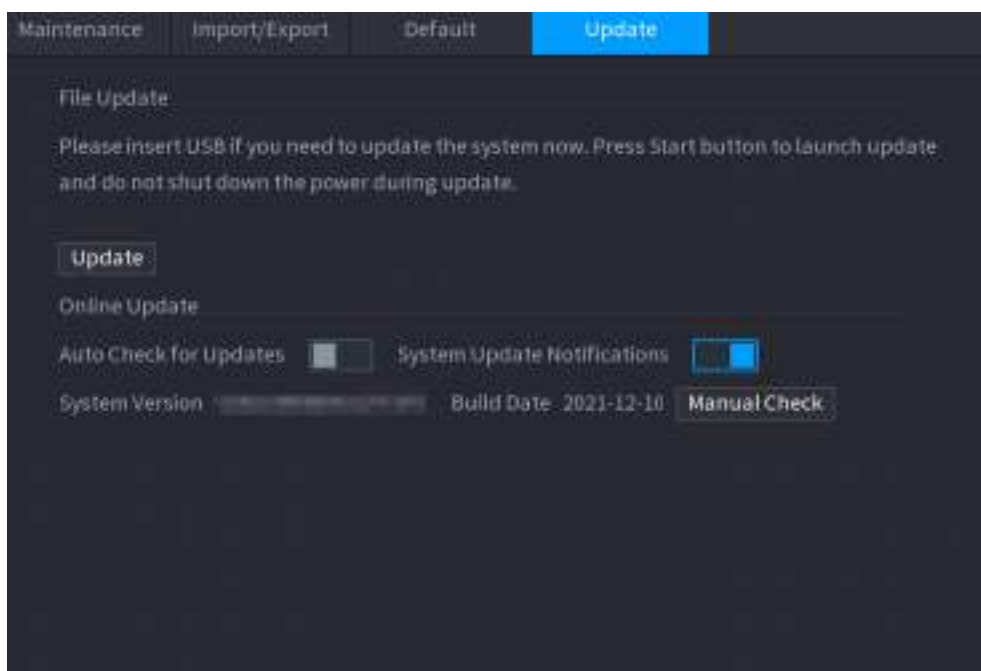 Maintenance Import/Export Default Update
File Update
Please insert USB if you need to update the system now. Press Start button to launch update
and do not shut down the power during update.
Update
Online Update
Auto Check for Updates System Update Notifications
System Version Build Date 2021-12-10 Manual Check